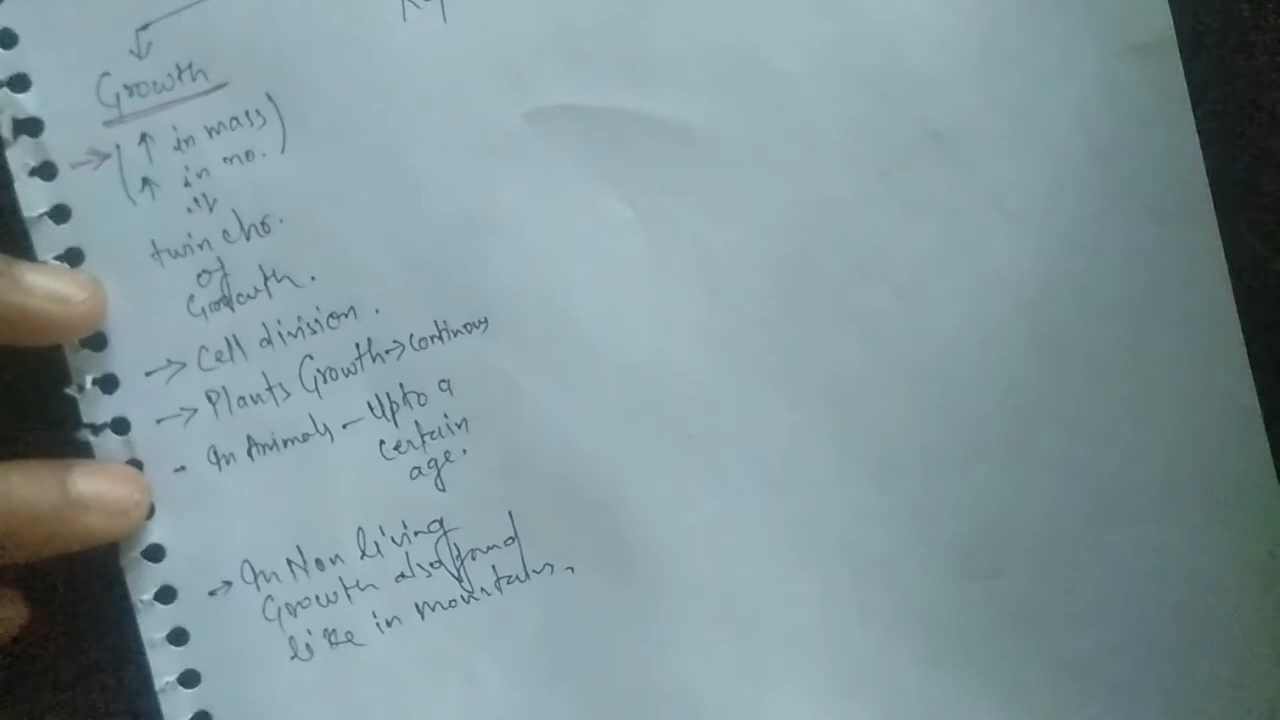 Growth
→ (↑ in mass)
(↑ in no.)
twin cha.
of
Growth.
→ Cell division.
→ Plants Growth → Continous
- In Animals - Upto a
certain
age.
→ In Non living
Growth also found
like in mountains.